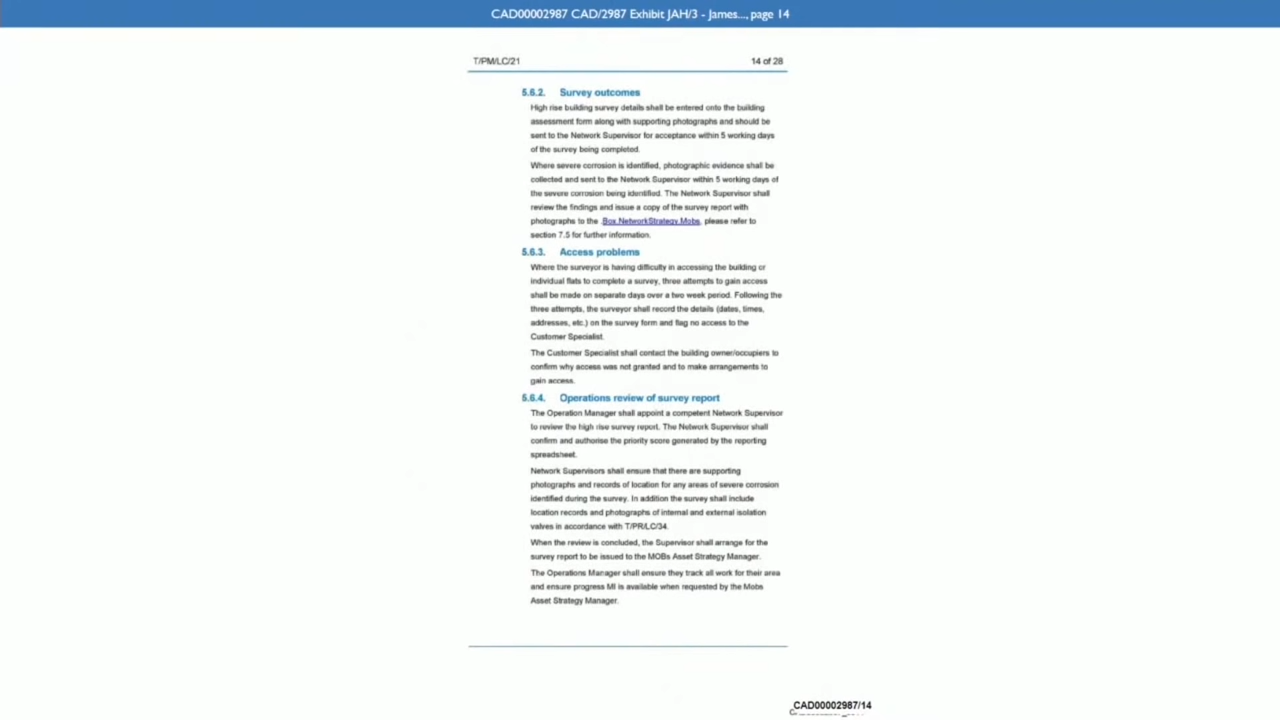 CAD00002987 CAD/2987 Exhibit JAH/3 - James..., page 14
T/PM/LC/21
14 of 28
5.6.2. Survey outcomes
High rise building survey details shall be entered onto the building
assessment form along with supporting photographs and should be
sent to the Network Supervisor for acceptance within 5 working days
of the survey being completed.
Where severe corrosion is identified, photographic evidence shall be
collected and sent to the Network Supervisor within 5 working days of
the severe corrosion being identified. The Network Supervisor shall
review the findings and issue a copy of the survey report with
photographs to the .Box.NetworkStrategy.Mobs, please refer to
section 7.5 for further information.
5.6.3. Access problems
Where the surveyor is having difficulty in accessing the building or
individual flats to complete a survey, three attempts to gain access
shall be made on separate days over a two week period. Following the
three attempts, the surveyor shall record the details (dates, times,
addresses, etc.) on the survey form and flag no access to the
Customer Specialist.
The Customer Specialist shall contact the building owner/occupiers to
confirm why access was not granted and to make arrangements to
gain access.
5.6.4. Operations review of survey report
The Operation Manager shall appoint a competent Network Supervisor
to review the high rise survey report. The Network Supervisor shall
confirm and authorise the priority score generated by the reporting
spreadsheet.
Network Supervisors shall ensure that there are supporting
photographs and records of location for any areas of severe corrosion
identified during the survey. In addition the survey shall include
location records and photographs of internal and external isolation
valves in accordance with T/PR/LC/34.
When the review is concluded, the Supervisor shall arrange for the
survey report to be issued to the MOBs Asset Strategy Manager.
The Operations Manager shall ensure they track all work for their area
and ensure progress MI is available when requested by the Mobs
Asset Strategy Manager.
CAD00002987/14